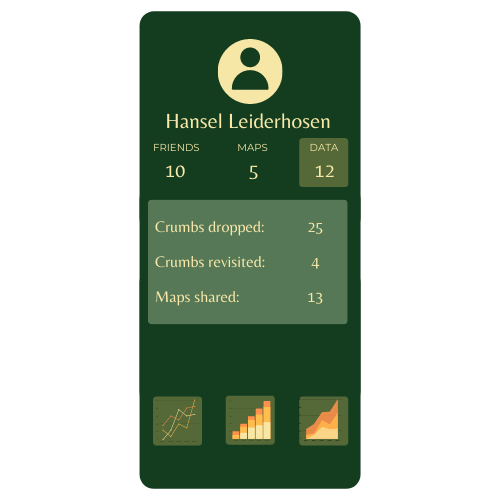 Hansel Leiderhosen
FRIENDS MAPS DATA
10 5 12
Crumbs dropped: 25
Crumbs revisited: 4
Maps shared: 13